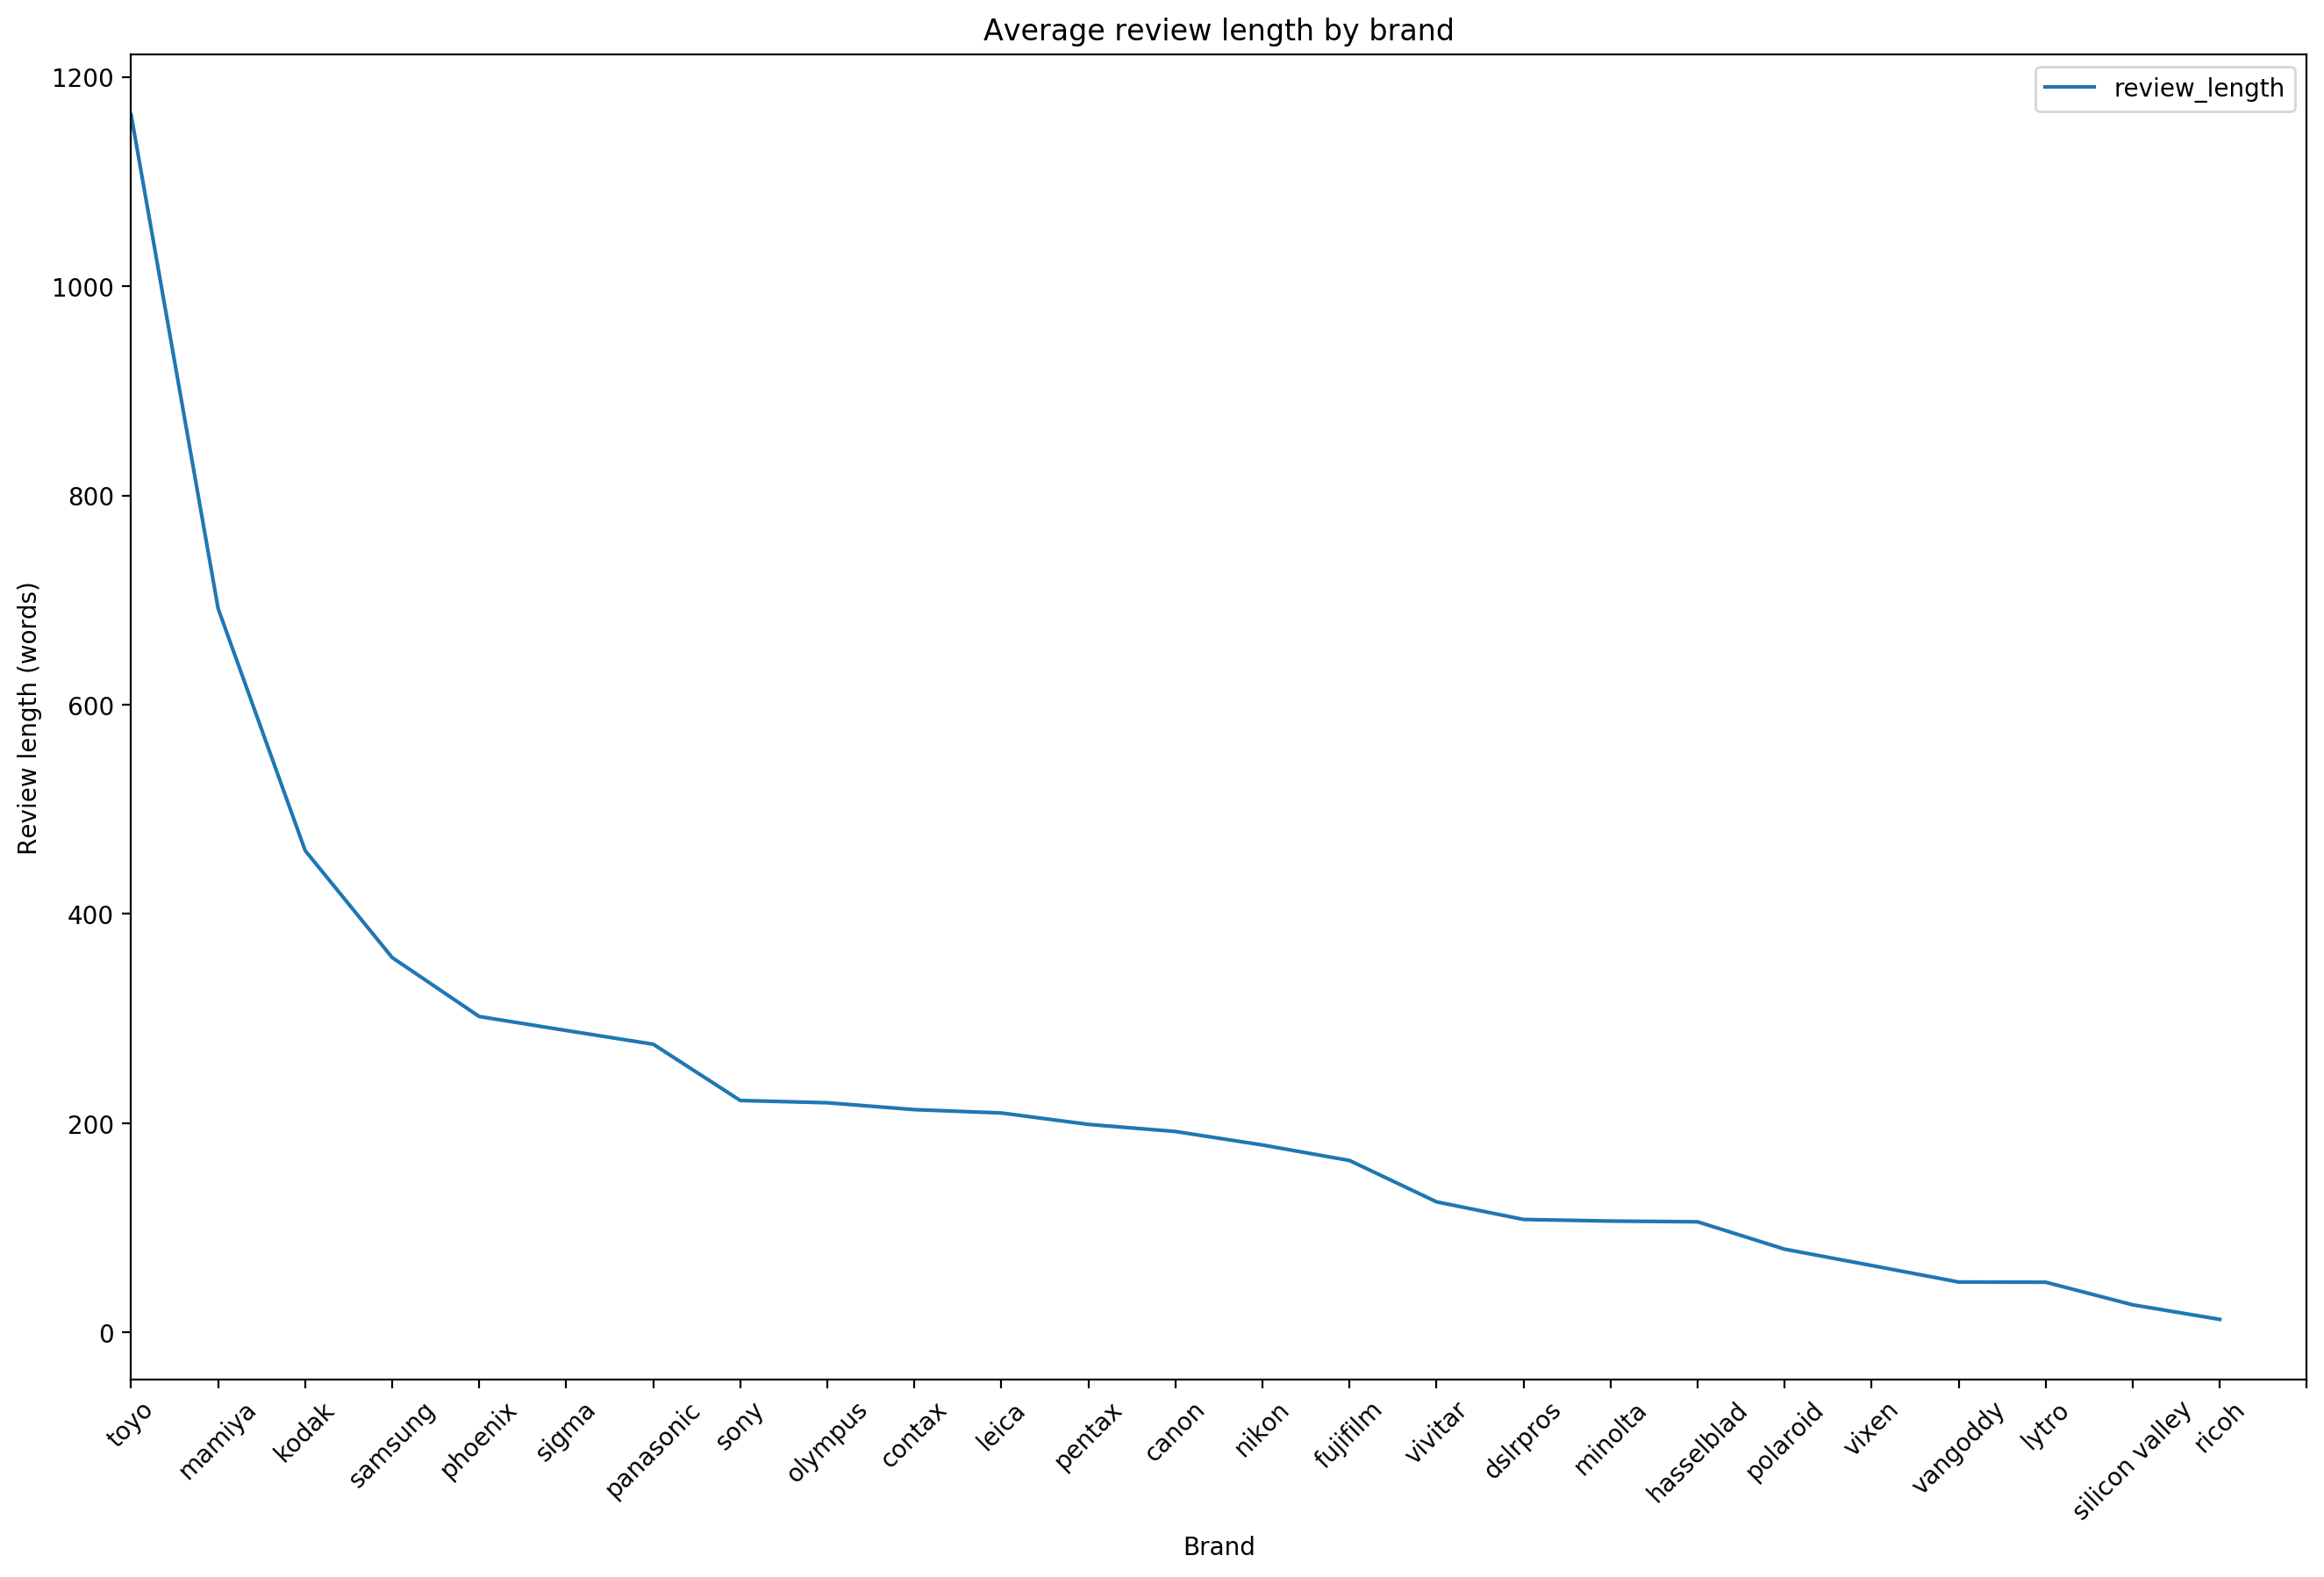 Average review length by brand
review_length
1200
1000
800
600
400
200
0
Review length (words)
toyo
mamiya
kodak
samsung
phoenix
sigma
panasonic
sony
olympus
contax
leica
pentax
canon
nikon
fujifilm
vivitar
dslrpros
minolta
hasselblad
polaroid
vixen
vangoddy
lytro
silicon valley
ricoh
Brand